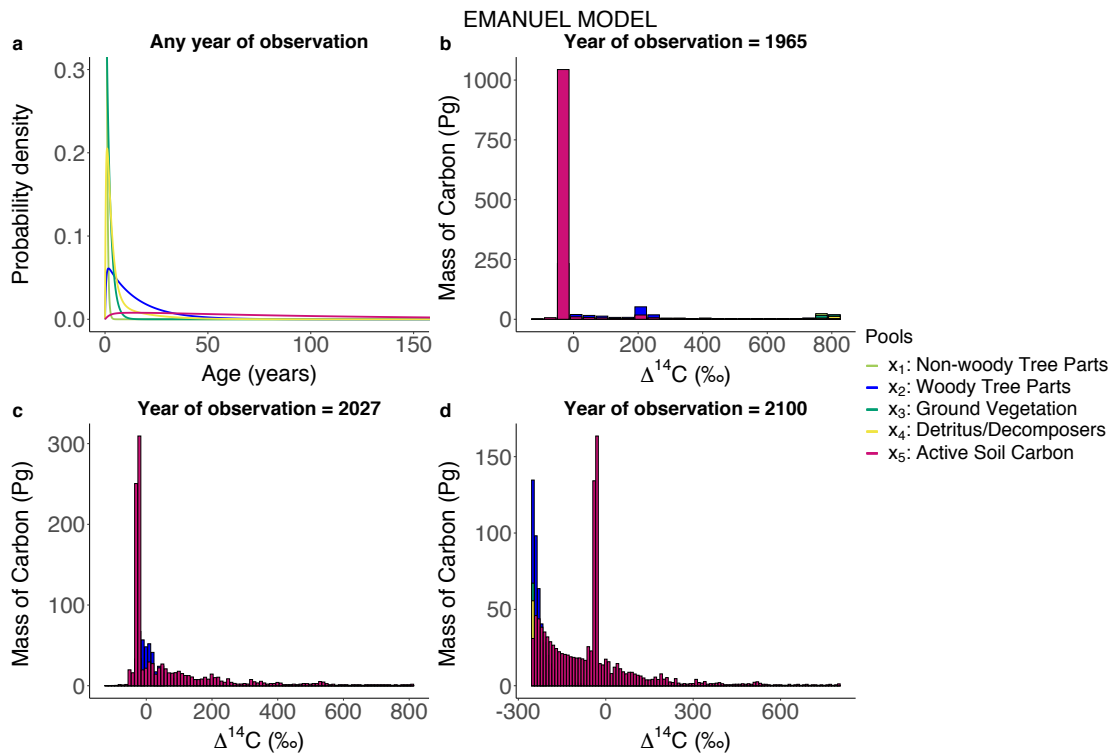 EMANUEL MODEL
a
Any year of observation
0.3
0.2
0.1
0.0
Probability density
0 50 100 150
Age (years)
b
Year of observation = 1965
1000
750
500
250
0
Mass of Carbon (Pg)
0 200 400 600 800
Δ¹⁴C (‰)
c
Year of observation = 2027
300
200
100
0
Mass of Carbon (Pg)
0 200 400 600 800
Δ¹⁴C (‰)
d
Year of observation = 2100
150
100
50
0
Mass of Carbon (Pg)
-300 0 300 600
Δ¹⁴C (‰)
Pools
x₁: Non-woody Tree Parts
x₂: Woody Tree Parts
x₃: Ground Vegetation
x₄: Detritus/Decomposers
x₅: Active Soil Carbon